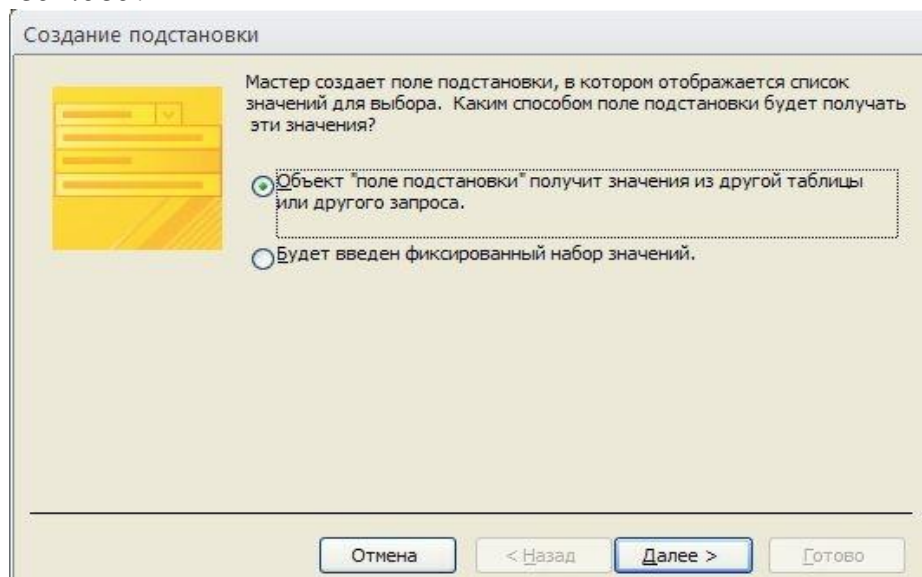 Создание подстановки
Мастер создает поле подстановки, в котором отображается список
значений для выбора. Каким способом поле подстановки будет получать
эти значения?
Объект "поле подстановки" получит значения из другой таблицы
или другого запроса.
Будет введен фиксированный набор значений.
Отмена
< Назад
Далее >
Готово